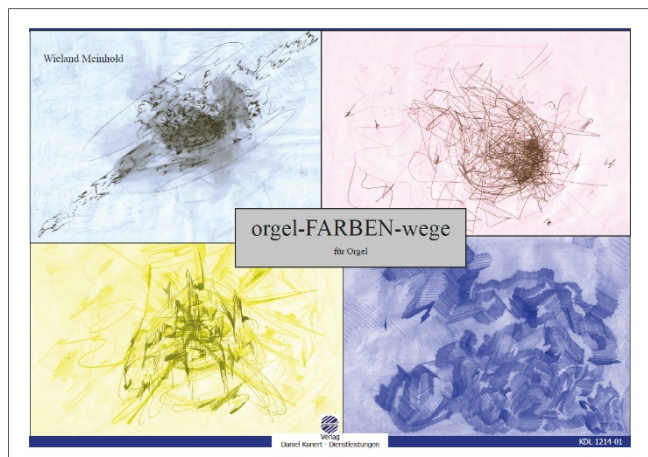 Wieland Meinhold
orgel-FARBEN-wege
für Orgel
Verlag
Daniel Kunert - Dienstleistungen
KDL 1214-01